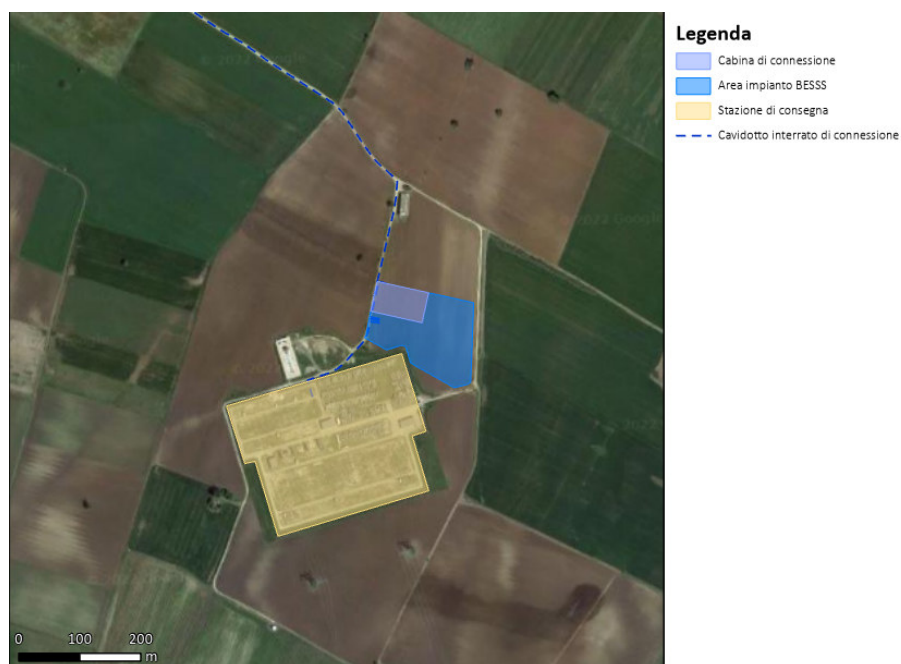 Legenda
Cabina di connessione
Area impianto BESSS
Stazione di consegna
Cavidotto interrato di connessione
0 100 200
m